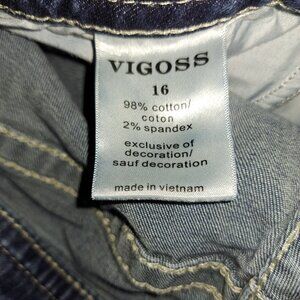 VIGOSS
16
98% cotton/
coton
2% spandex
exclusive of
decoration/
sauf decoration
made in vietnam